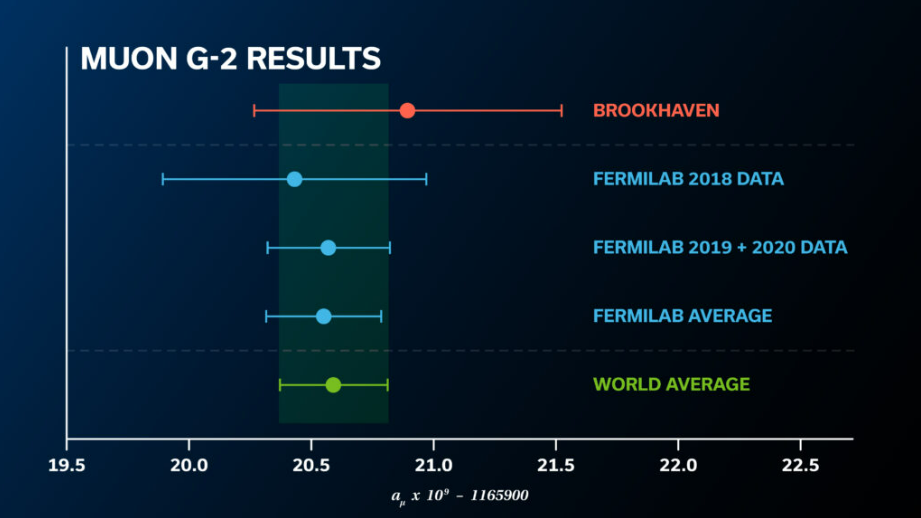 MUON G-2 RESULTS
BROOKHAVEN
FERMILAB 2018 DATA
FERMILAB 2019 + 2020 DATA
FERMILAB AVERAGE
WORLD AVERAGE
19.5 20.0 20.5 21.0 21.5 22.0 22.5
aμ x 10⁹ – 1165900